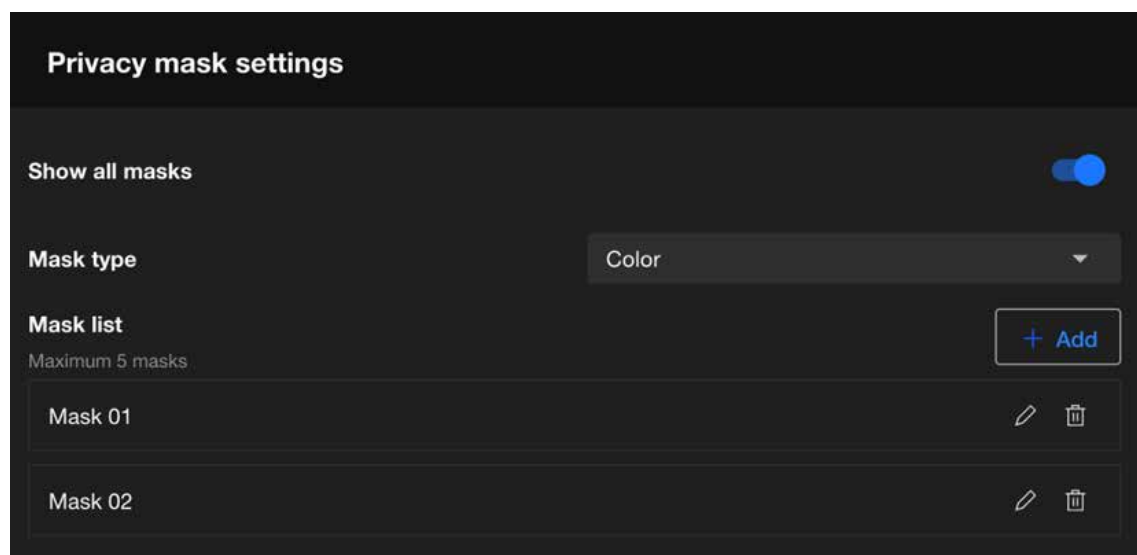 Privacy mask settings
Show all masks
Mask type
Color
Mask list
+ Add
Maximum 5 masks
Mask 01
Mask 02